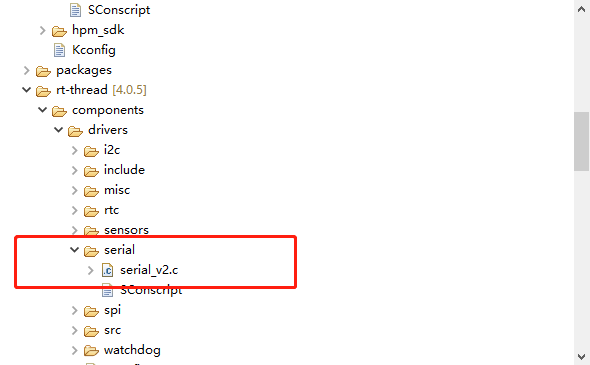 SConscript
hpm_sdk
Kconfig
packages
rt-thread [4.0.5]
components
drivers
i2c
include
misc
rtc
sensors
serial
serial_v2.c
SConscript
spi
src
watchdog